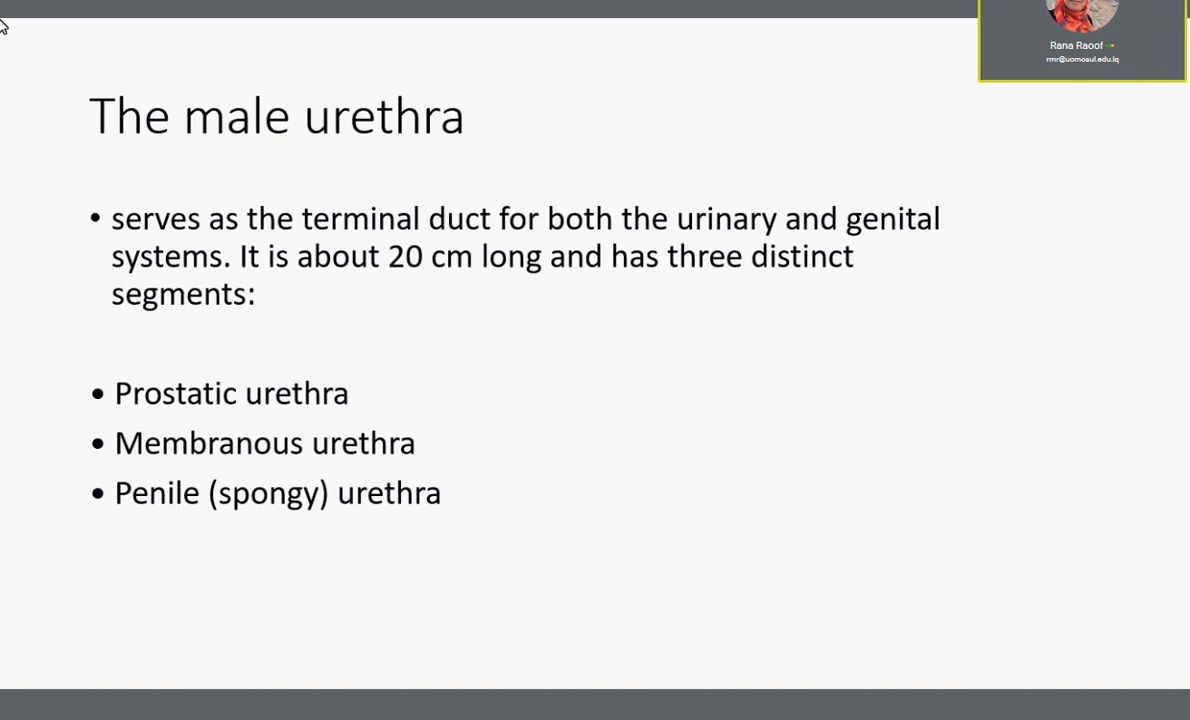 Rana Raoof
rmr@uomosul.edu.iq
The male urethra
• serves as the terminal duct for both the urinary and genital
systems. It is about 20 cm long and has three distinct
segments:
• Prostatic urethra
• Membranous urethra
• Penile (spongy) urethra